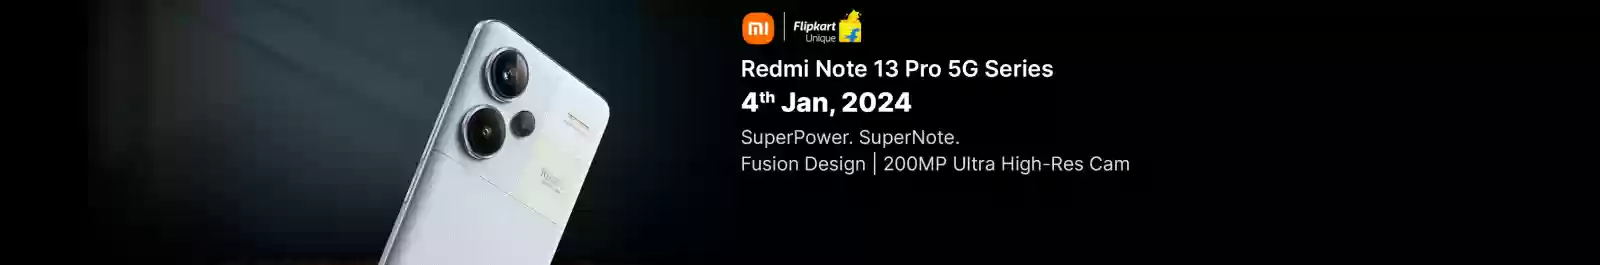 mi
Flipkart
Unique
Redmi Note 13 Pro 5G Series
4th Jan, 2024
SuperPower. SuperNote.
Fusion Design | 200MP Ultra High-Res Cam